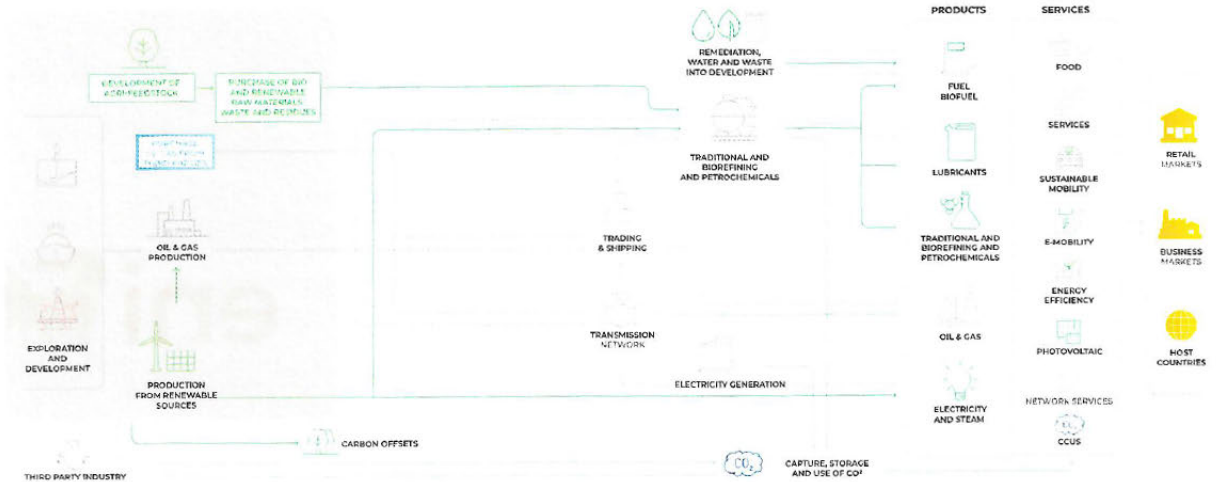 PRODUCTS
SERVICES
REMEDIATION,
WATER AND WASTE
INTO DEVELOPMENT
FOOD
FUEL
BIOFUEL
DEVELOPMENT OF
AGRI-FEEDSTOCK
PURCHASE OF BIO
AND RENEWABLE
RAW MATERIALS
WASTE AND RESIDUES
SERVICES
TRADITIONAL AND
BIOREFINING
AND PETROCHEMICALS
LUBRICANTS
SUSTAINABLE
MOBILITY
RETAIL
MARKETS
OIL & GAS
PRODUCTION
TRADING
& SHIPPING
TRADITIONAL AND
BIOREFINING AND
PETROCHEMICALS
E-MOBILITY
BUSINESS
MARKETS
ENERGY
EFFICIENCY
EXPLORATION
AND
DEVELOPMENT
TRANSMISSION
NETWORK
OIL & GAS
PHOTOVOLTAIC
HOST
COUNTRIES
PRODUCTION
FROM RENEWABLE
SOURCES
ELECTRICITY GENERATION
ELECTRICITY
AND STEAM
NETWORK SERVICES
CARBON OFFSETS
CO₂
CCUS
THIRD PARTY INDUSTRY
CO₂
CAPTURE, STORAGE
AND USE OF CO²